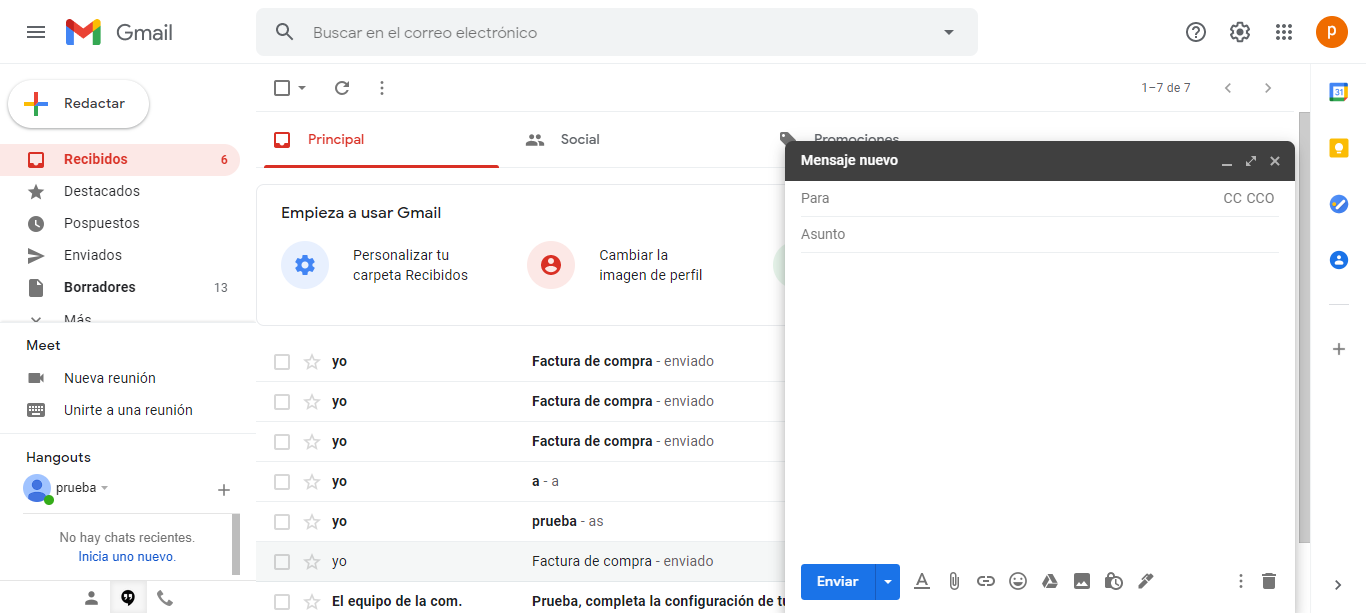 Gmail
Buscar en el correo electrónico
P
Redactar
1–7 de 7
31
Recibidos 6
Principal
Social
Promociones
Destacados
Pospuestos
Enviados
Borradores 13
Más
Empieza a usar Gmail
Personalizar tu
carpeta Recibidos
Cambiar la
imagen de perfil
Mensaje nuevo
Para CC CCO
Asunto
Meet
Nueva reunión
Unirte a una reunión
Hangouts
prueba
No hay chats recientes.
Inicia uno nuevo.
yo Factura de compra - enviado
yo Factura de compra - enviado
yo Factura de compra - enviado
yo a - a
yo prueba - as
yo Factura de compra - enviado
El equipo de la com. Prueba, completa la configuración de
Enviar